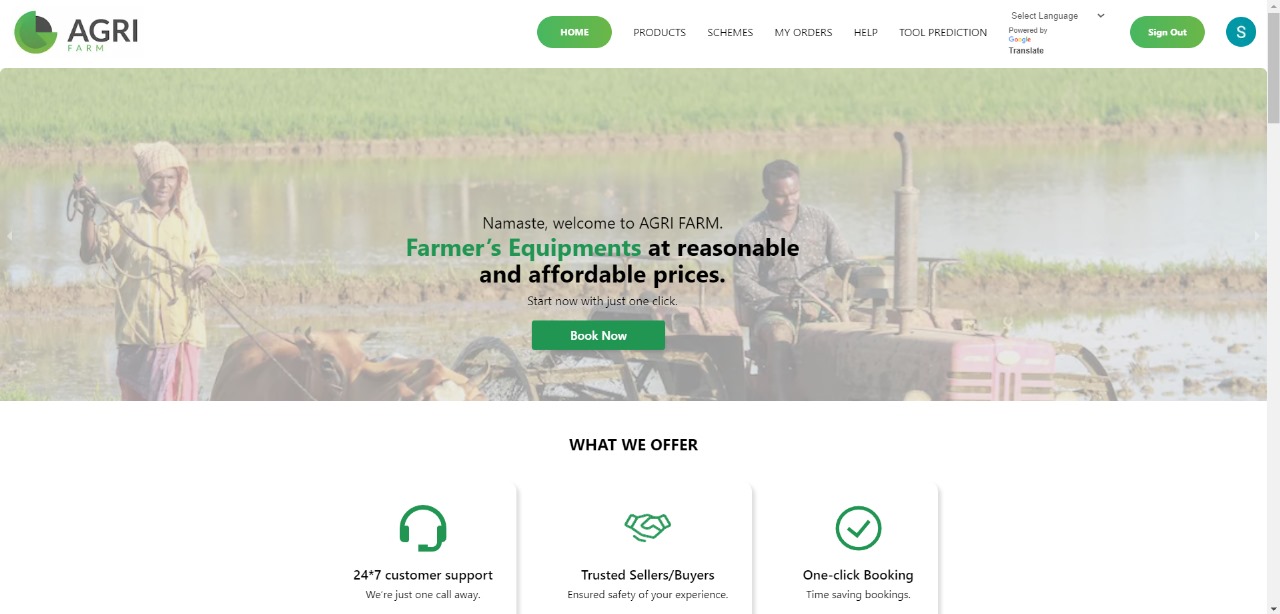 AGRI
FARM
HOME
PRODUCTS
SCHEMES
MY ORDERS
HELP
TOOL PREDICTION
Select Language
Powered by
Google
Translate
Sign Out
S
Namaste, welcome to AGRI FARM.
Farmer’s Equipments at reasonable
and affordable prices.
Start now with just one click.
Book Now
WHAT WE OFFER
24*7 customer support
We're just one call away.
Trusted Sellers/Buyers
Ensured safety of your experience.
One-click Booking
Time saving bookings.